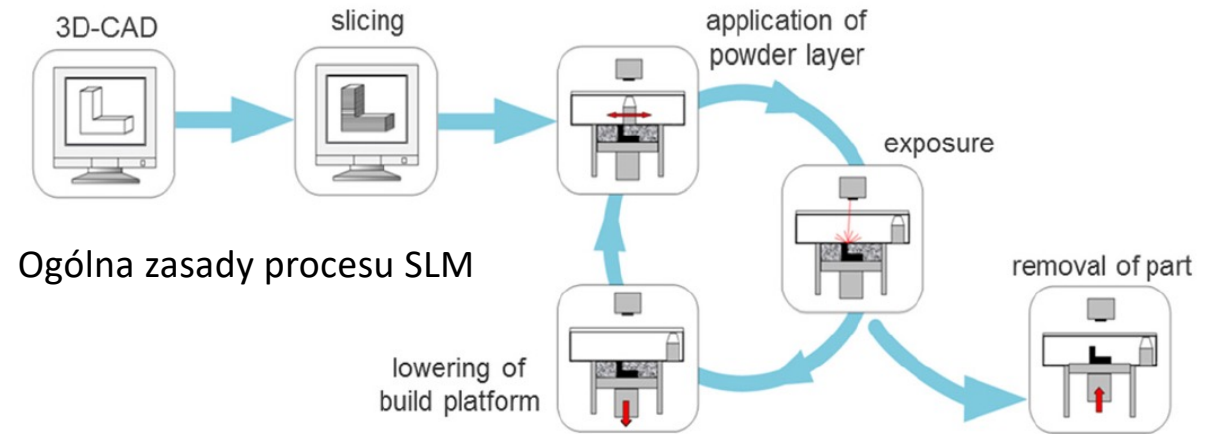 3D-CAD
slicing
application of
powder layer
exposure
Ogólna zasady procesu SLM
removal of part
lowering of
build platform